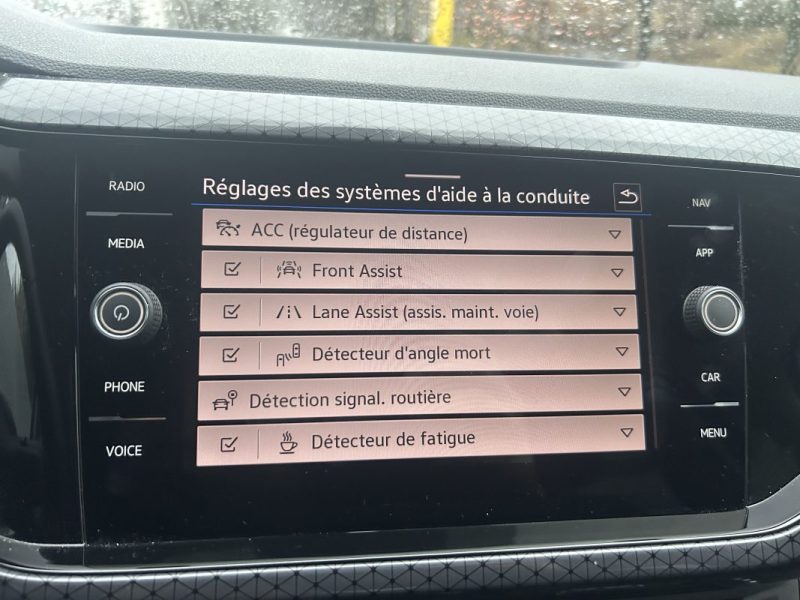 RADIO
MEDIA
PHONE
VOICE
Réglages des systèmes d'aide à la conduite
ACC (régulateur de distance)
Front Assist
Lane Assist (assis. maint. voie)
Détecteur d'angle mort
Détection signal. routière
Détecteur de fatigue
NAV
APP
CAR
MENU